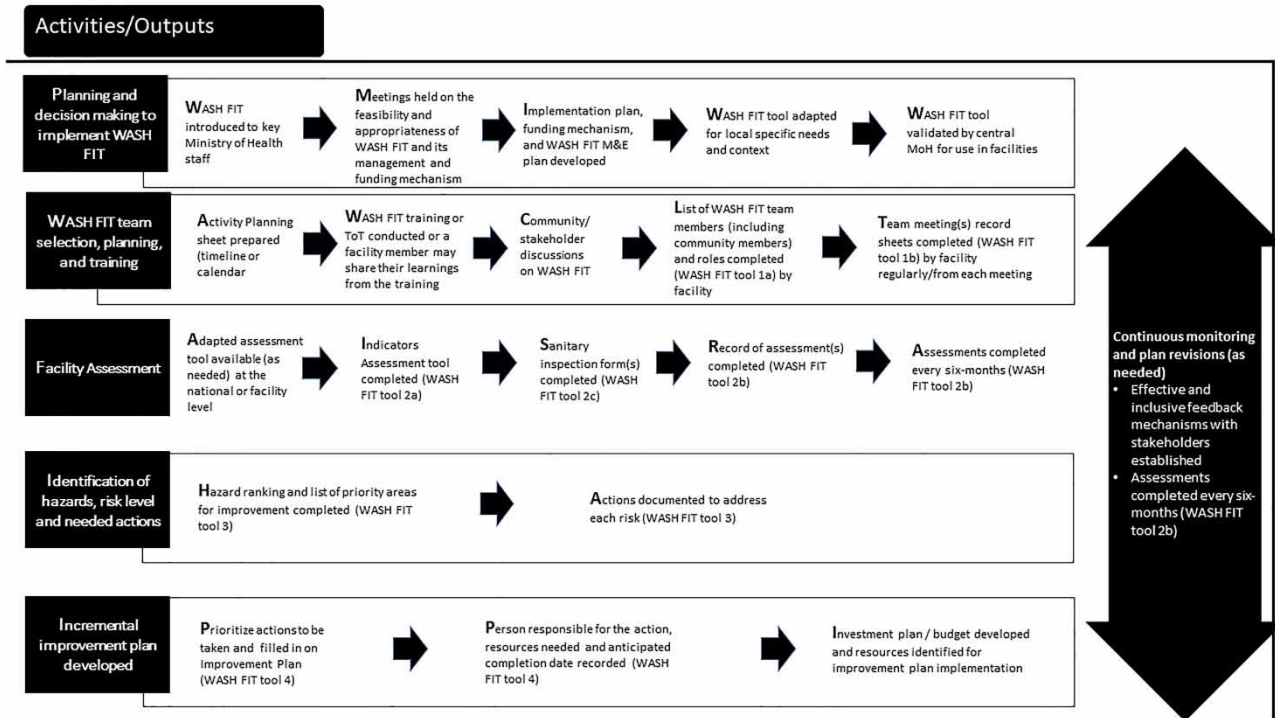 Activities/Outputs
Planning and
decision making to
implement WASH
FIT
WASH FIT
introduced to key
Ministry of Health
staff
Meetings held on the
feasibility and
appropriateness of
WASH FIT and its
management and
funding mechanism
Implementation plan,
funding mechanism,
and WASH FIT M&E
plan developed
WASH FIT tool adapted
for local specific needs
and context
WASH FIT tool
validated by central
MoH for use in facilities
WASH FIT team
selection, planning,
and training
Activity Planning
sheet prepared
(timeline or
calendar
WASH FIT training or
ToT conducted or a
facility member may
share their learnings
from the training
Community/
stakeholder
discussions
on WASH FIT
List of WASH FIT team
members (including
community members)
and roles completed
(WASH FIT tool 1a) by
facility
Team meeting(s) record
sheets completed (WASH FIT
tool 1b) by facility
regularly/from each meeting
Facility Assessment
Adapted assessment
tool available (as
needed) at the
national or facility
level
Indicators
Assessment tool
completed (WASH
FIT tool 2a)
Sanitary
inspection form(s)
completed (WASH
FIT tool 2c)
Record of assessment(s)
completed (WASH FIT
tool 2b)
Assessments completed
every six-months (WASH
FIT tool 2b)
Identification of
hazards, risk level
and needed actions
Hazard ranking and list of priority areas
for improvement completed (WASH FIT
tool 3)
Actions documented to address
each risk (WASH FIT tool 3)
Incremental
improvement plan
developed
Prioritize actions to be
taken and filled in on
Improvement Plan
(WASH FIT tool 4)
Person responsible for the action,
resources needed and anticipated
completion date recorded (WASH
FIT tool 4)
Investment plan / budget developed
and resources identified for
improvement plan implementation
Continuous monitoring
and plan revisions (as
needed)
• Effective and
inclusive feedback
mechanisms with
stakeholders
established
• Assessments
completed every six-
months (WASH FIT
tool 2b)